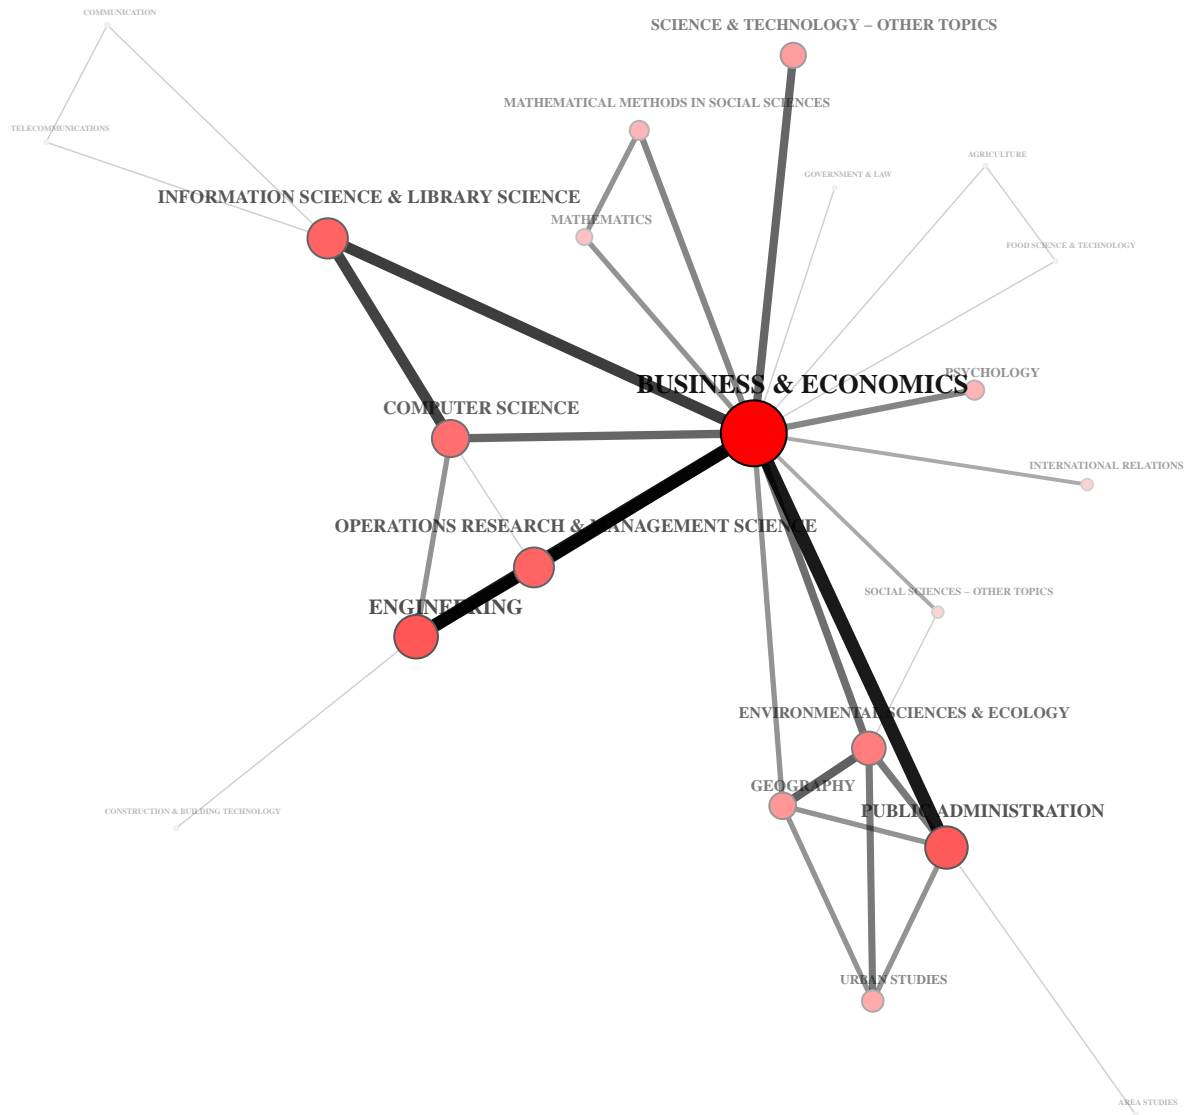 COMMUNICATION
SCIENCE & TECHNOLOGY – OTHER TOPICS
MATHEMATICAL METHODS IN SOCIAL SCIENCES
TELECOMMUNICATIONS
AGRICULTURE
GOVERNMENT & LAW
INFORMATION SCIENCE & LIBRARY SCIENCE
MATHEMATICS
FOOD SCIENCE & TECHNOLOGY
PSYCHOLOGY
BUSINESS & ECONOMICS
COMPUTER SCIENCE
INTERNATIONAL RELATIONS
OPERATIONS RESEARCH & MANAGEMENT SCIENCE
SOCIAL SCIENCES – OTHER TOPICS
ENGINEERING
ENVIRONMENTAL SCIENCES & ECOLOGY
GEOGRAPHY
CONSTRUCTION & BUILDING TECHNOLOGY
PUBLIC ADMINISTRATION
URBAN STUDIES
AREA STUDIES